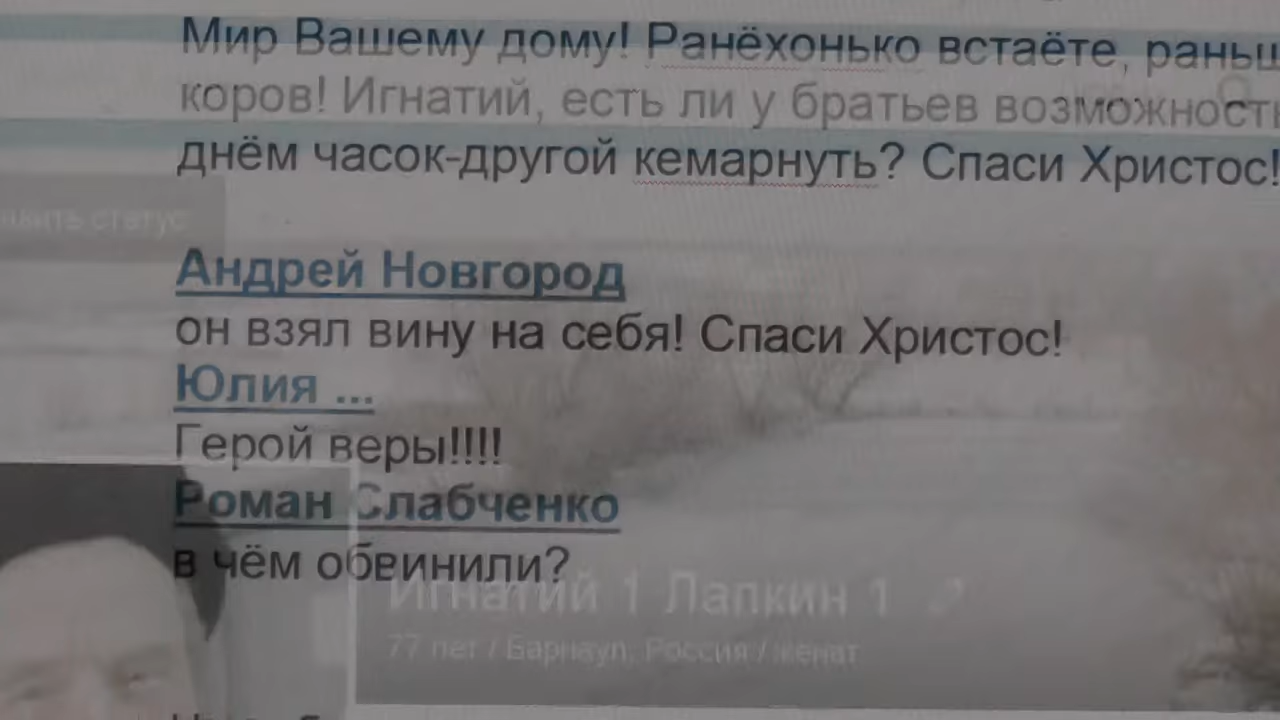 Мир Вашему дому! Ранёхонько встаёте, раньш
коров! Игнатий, есть ли у братьев возможность
днём часок-другой кемарнуть? Спаси Христос!
статус
Андрей Новгород
он взял вину на себя! Спаси Христос!
Юлия ...
Герой веры!!!!
Роман Слабченко
в чём обвинили?
Игнатий 1 Лапкин 1
77 лет / Барнаул, Россия / женат